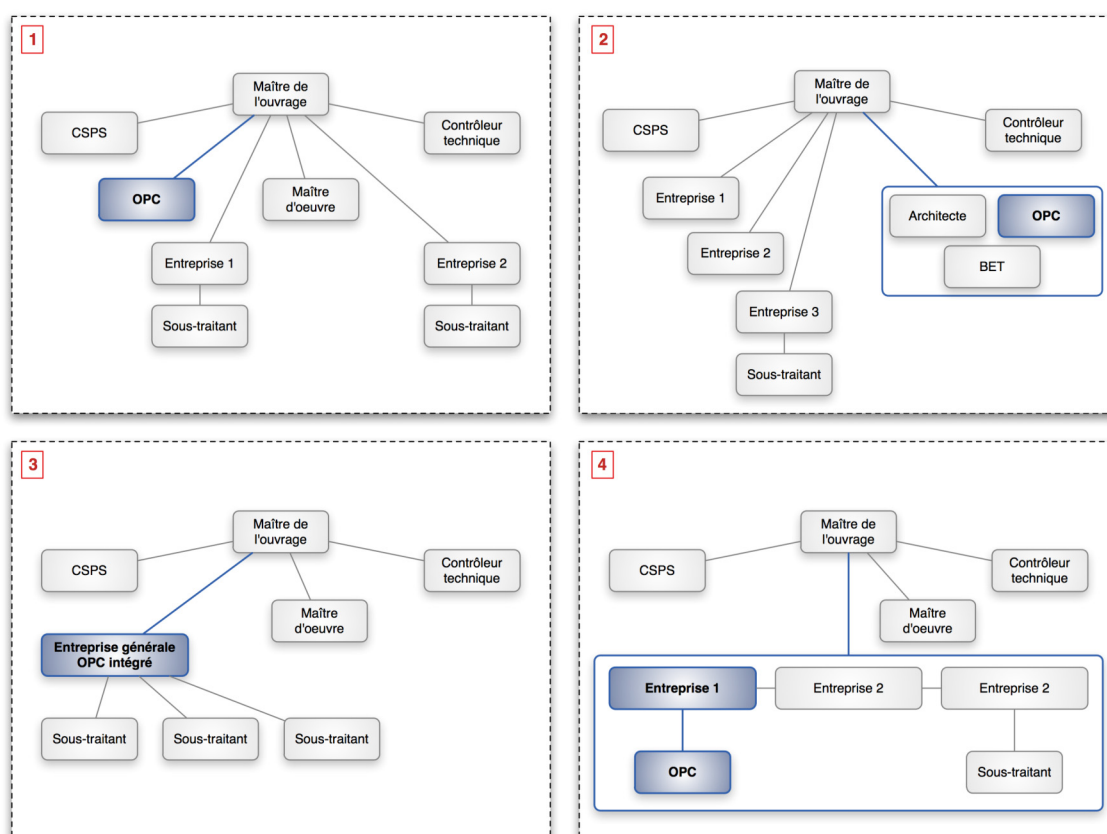 1
Maître de
l'ouvrage
CSPS
Contrôleur
technique
OPC
Maître
d'oeuvre
Entreprise 1
Entreprise 2
Sous-traitant
Sous-traitant
2
Maître de
l'ouvrage
CSPS
Contrôleur
technique
Entreprise 1
Architecte
OPC
Entreprise 2
BET
Entreprise 3
Sous-traitant
3
Maître de
l'ouvrage
CSPS
Contrôleur
technique
Maître
d'oeuvre
Entreprise générale
OPC intégré
Sous-traitant
Sous-traitant
Sous-traitant
4
Maître de
l'ouvrage
CSPS
Contrôleur
technique
Maître
d'oeuvre
Entreprise 1
Entreprise 2
Entreprise 2
OPC
Sous-traitant